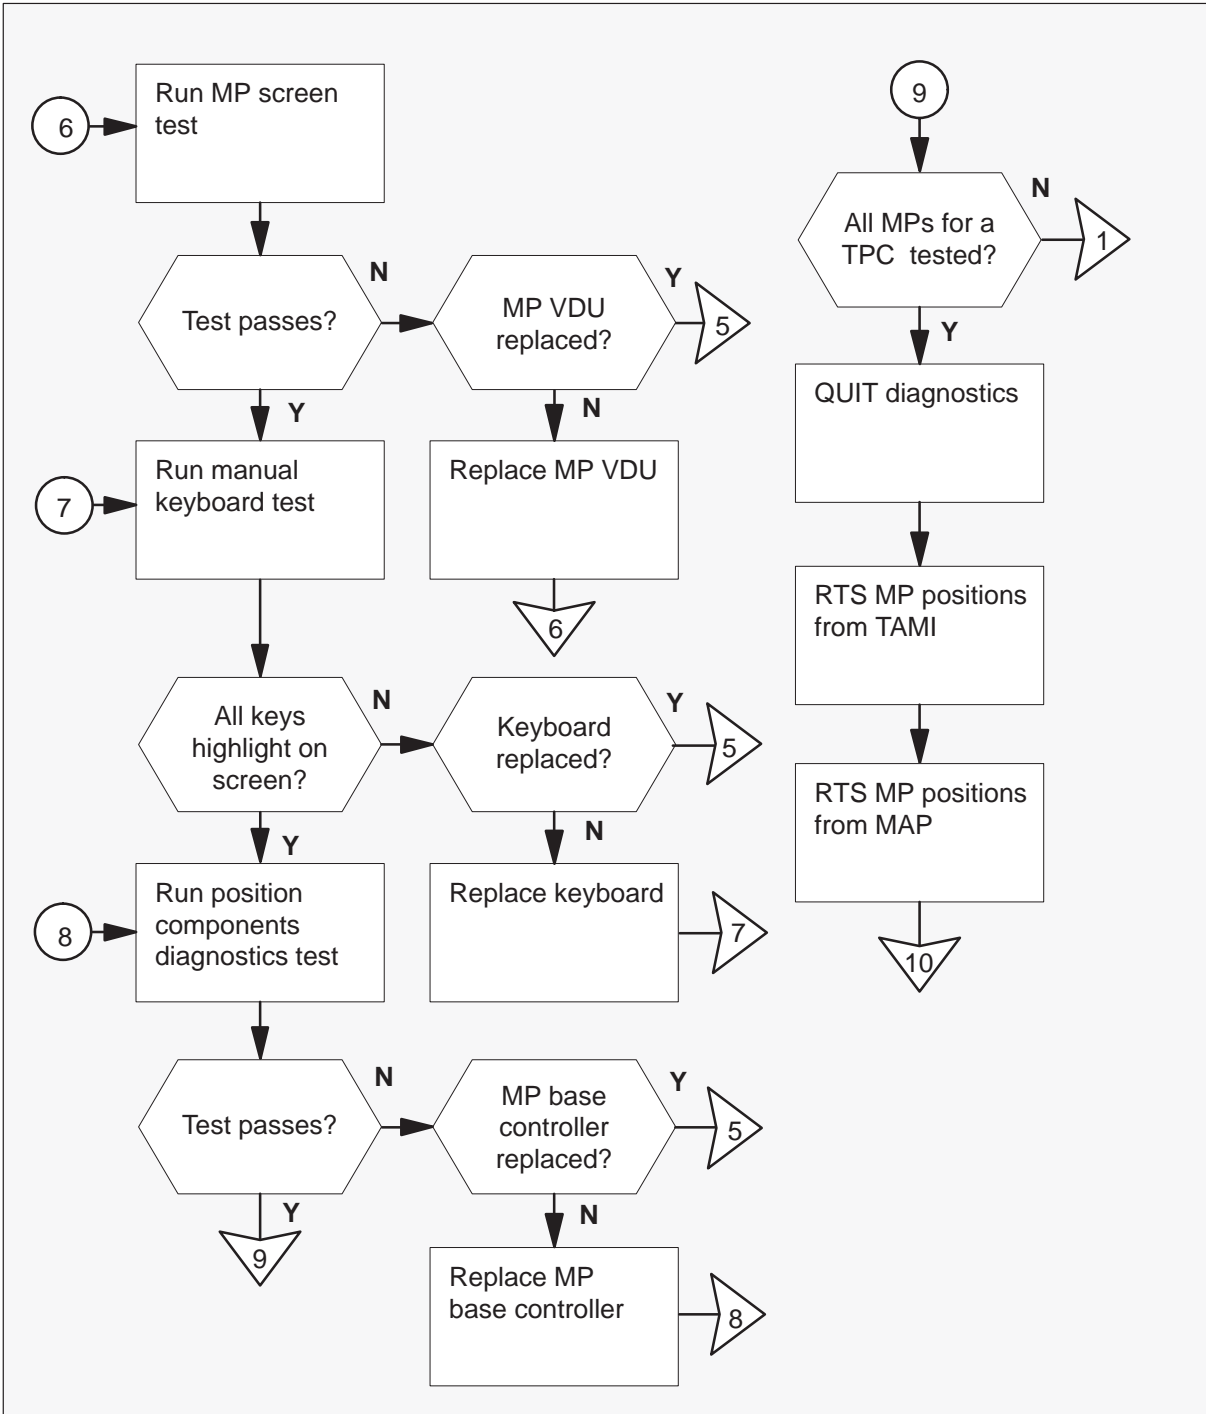 6
Run MP screen
test
Test passes?
N
MP VDU
replaced?
Y
5
Y
N
7
Run manual
keyboard test
Replace MP VDU
6
All keys
highlight on
screen?
N
Keyboard
replaced?
Y
5
Y
N
8
Run position
components
diagnostics test
Replace keyboard
7
Test passes?
N
MP base
controller
replaced?
Y
5
Y
9
N
Replace MP
base controller
8
9
All MPs for a
TPC tested?
N
1
Y
QUIT diagnostics
RTS MP positions
from TAMI
RTS MP positions
from MAP
10